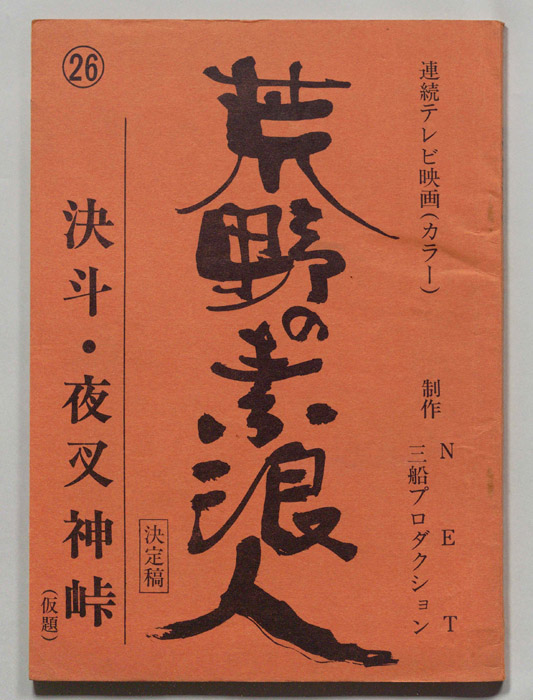 連続テレビ映画(カラー)
制作 NET
三船プロダクション
荒野の素浪人
決定稿
㉖
決斗・夜叉神峠
(仮題)